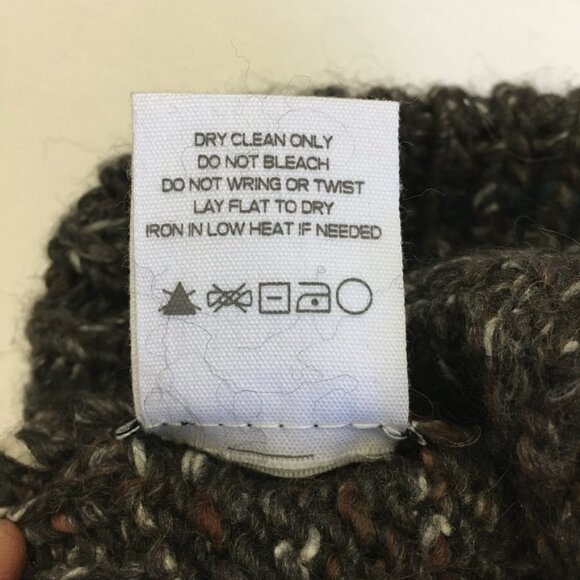 DRY CLEAN ONLY
DO NOT BLEACH
DO NOT WRING OR TWIST
LAY FLAT TO DRY
IRON IN LOW HEAT IF NEEDED